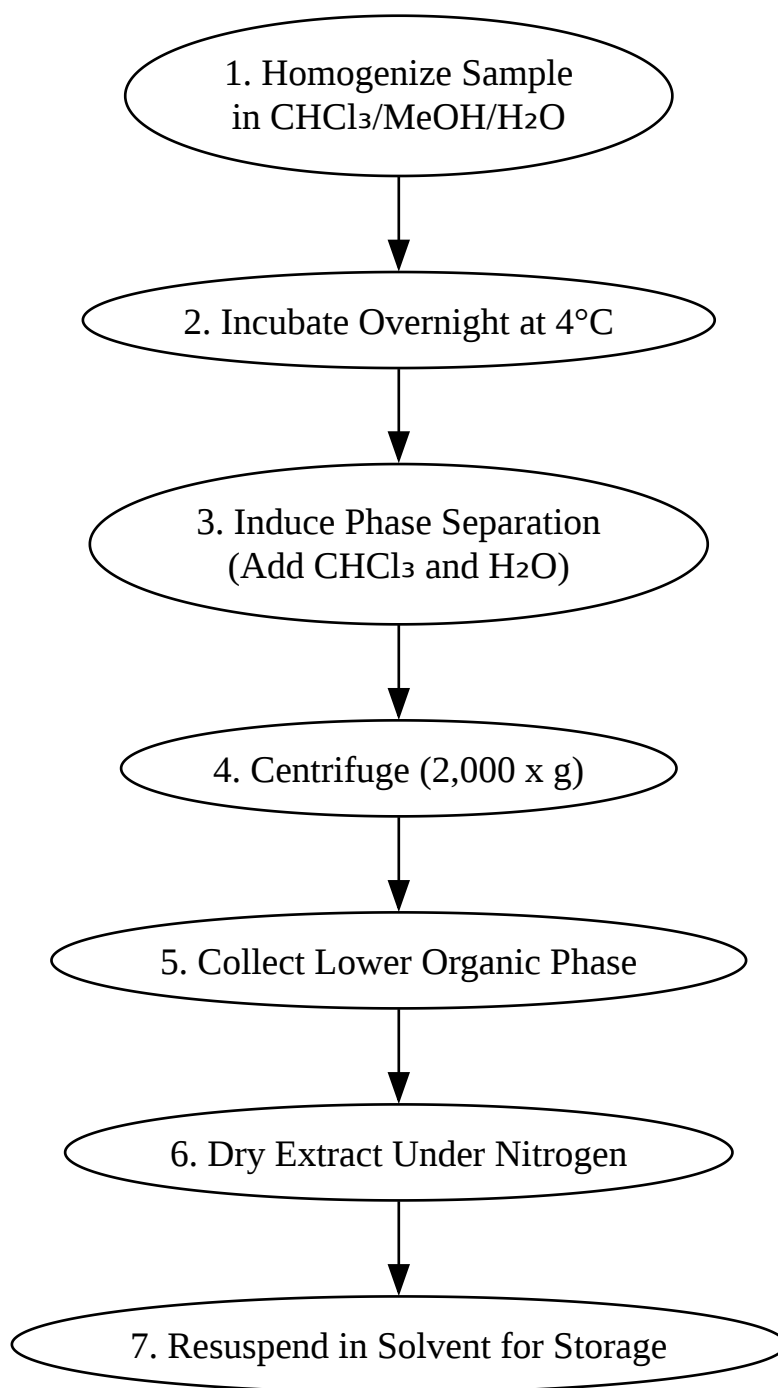 1. Homogenize Sample
in CHCl₃/MeOH/H₂O
2. Incubate Overnight at 4°C
3. Induce Phase Separation
(Add CHCl₃ and H₂O)
4. Centrifuge (2,000 x g)
5. Collect Lower Organic Phase
6. Dry Extract Under Nitrogen
7. Resuspend in Solvent for Storage